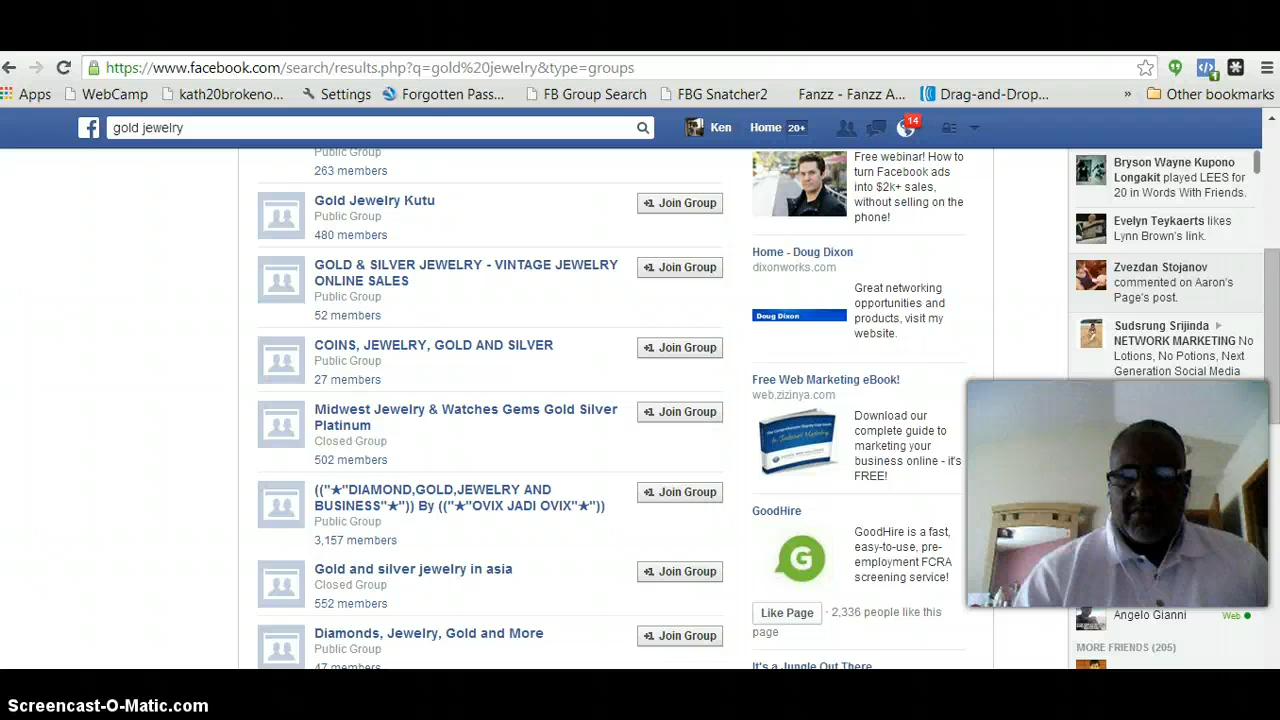 https://www.facebook.com/search/results.php?q=gold%20jewelry&type=groups
Apps WebCamp kath20brokeno... Settings Forgotten Pass... FB Group Search FBG Snatcher2 Fanzz - Fanzz A... Drag-and-Drop... » Other bookmarks
gold jewelry Ken Home 20+ 14
Public Group
263 members
Gold Jewelry Kutu
Public Group
480 members
+1 Join Group
GOLD & SILVER JEWELRY - VINTAGE JEWELRY
ONLINE SALES
Public Group
52 members
+1 Join Group
COINS, JEWELRY, GOLD AND SILVER
Public Group
27 members
+1 Join Group
Midwest Jewelry & Watches Gems Gold Silver
Platinum
Closed Group
502 members
+1 Join Group
(("★"DIAMOND,GOLD,JEWELRY AND
BUSINESS"★")) By (("★"OVIX JADI OVIX"★"))
Public Group
3,157 members
+1 Join Group
Gold and silver jewelry in asia
Closed Group
552 members
+1 Join Group
Diamonds, Jewelry, Gold and More
Public Group
47 members
+1 Join Group
Free webinar! How to
turn Facebook ads
into $2k+ sales,
without selling on the
phone!
Home - Doug Dixon
dixonworks.com
Doug Dixon
Great networking
opportunities and
products, visit my
website.
Free Web Marketing eBook!
web.zizinya.com
Download our
complete guide to
marketing your
business online - it's
FREE!
GoodHire
G
GoodHire is a fast,
easy-to-use, pre-
employment FCRA
screening service!
Like Page · 2,336 people like this
page
It's a Jungle Out There
Bryson Wayne Kupono
Longakit played LEES for
20 in Words With Friends.
Evelyn Teykaerts likes
Lynn Brown's link.
Zvezdan Stojanov
commented on Aaron's
Page's post.
Sudsrung Srijinda ▸
NETWORK MARKETING No
Lotions, No Potions, Next
Generation Social Media
Angelo Gianni Web
MORE FRIENDS (205)
Screencast-O-Matic.com